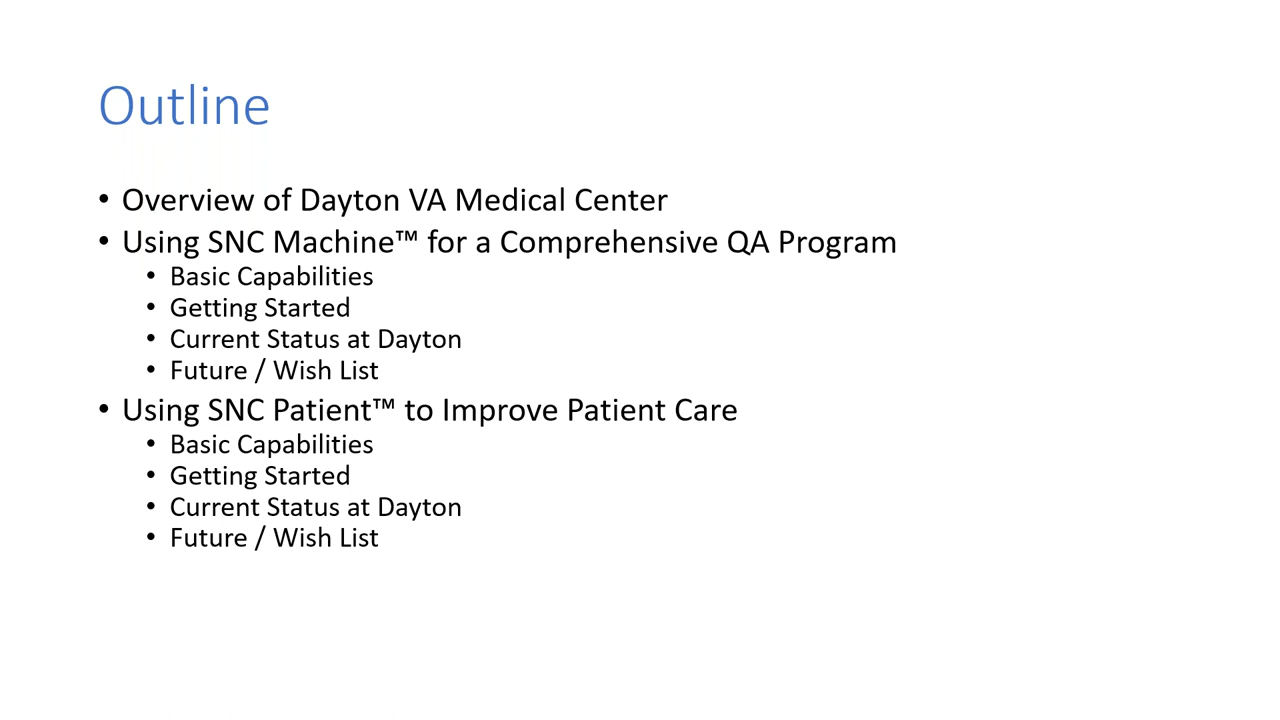 Outline
• Overview of Dayton VA Medical Center
• Using SNC Machine™ for a Comprehensive QA Program
• Basic Capabilities
• Getting Started
• Current Status at Dayton
• Future / Wish List
• Using SNC Patient™ to Improve Patient Care
• Basic Capabilities
• Getting Started
• Current Status at Dayton
• Future / Wish List